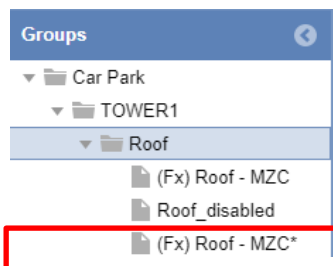 Groups
Car Park
TOWER1
Roof
(Fx) Roof - MZC
Roof_disabled
(Fx) Roof - MZC*